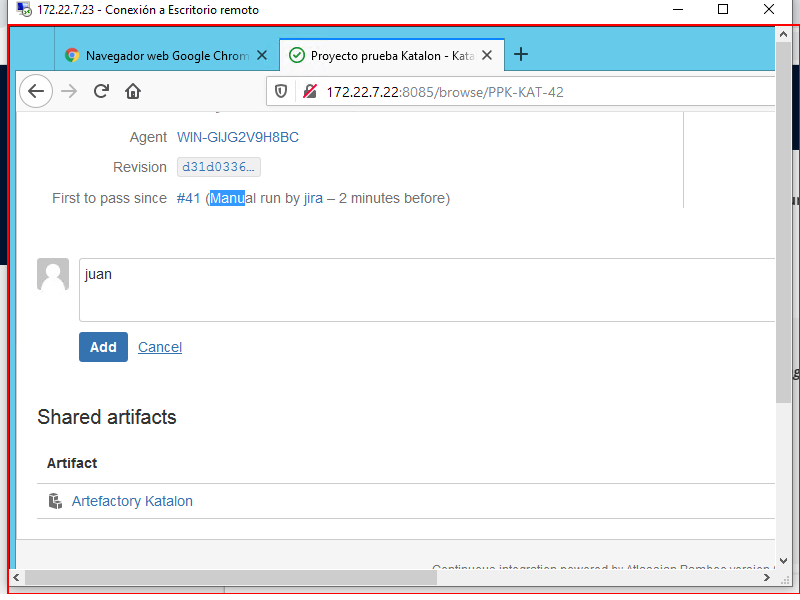 172.22.7.23 - Conexión a Escritorio remoto
Navegador web Google Chrom
Proyecto prueba Katalon - Kata
172.22.7.22:8085/browse/PPK-KAT-42
Agent WIN-GIJG2V9H8BC
Revision d31d0336...
First to pass since #41 (Manual run by jira – 2 minutes before)
juan
Add Cancel
Shared artifacts
Artifact
Artefactory Katalon
Continuous integration powered by Atlassian Bamboo version